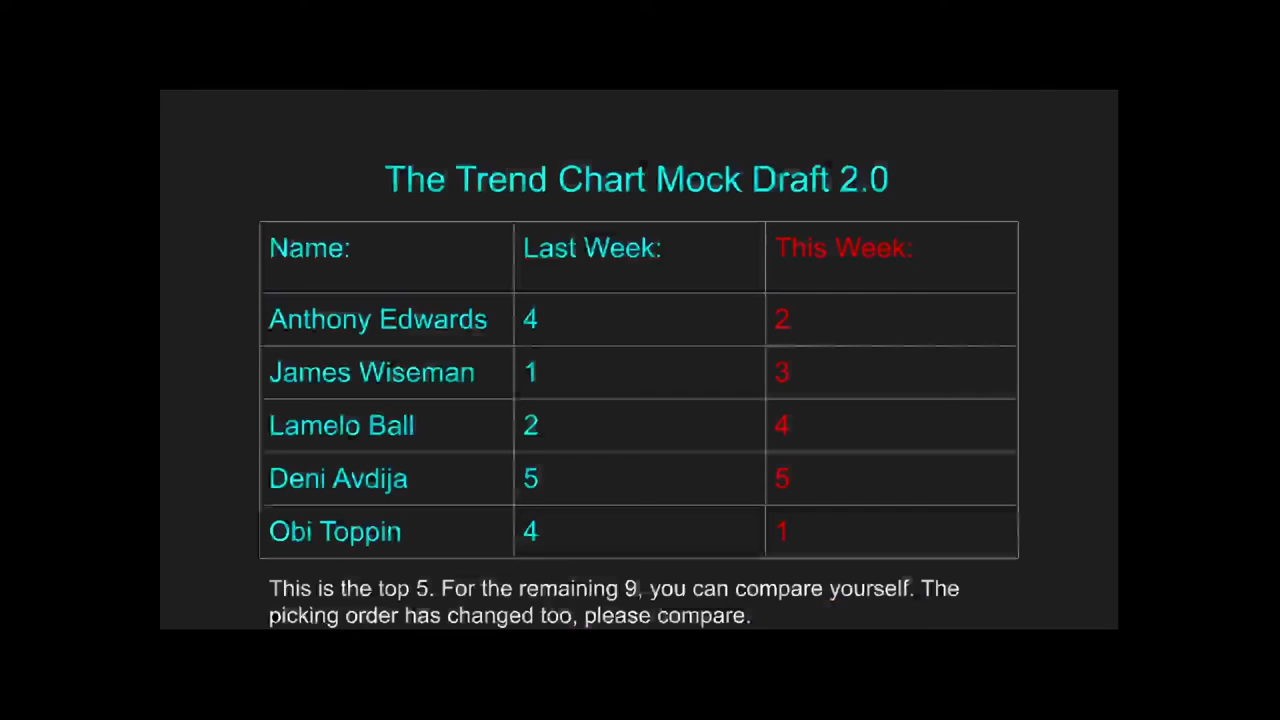 The Trend Chart Mock Draft 2.0
Name: Last Week: This Week:
Anthony Edwards 4 2
James Wiseman 1 3
Lamelo Ball 2 4
Deni Avdija 5 5
Obi Toppin 4 1
This is the top 5. For the remaining 9, you can compare yourself. The
picking order has changed too, please compare.